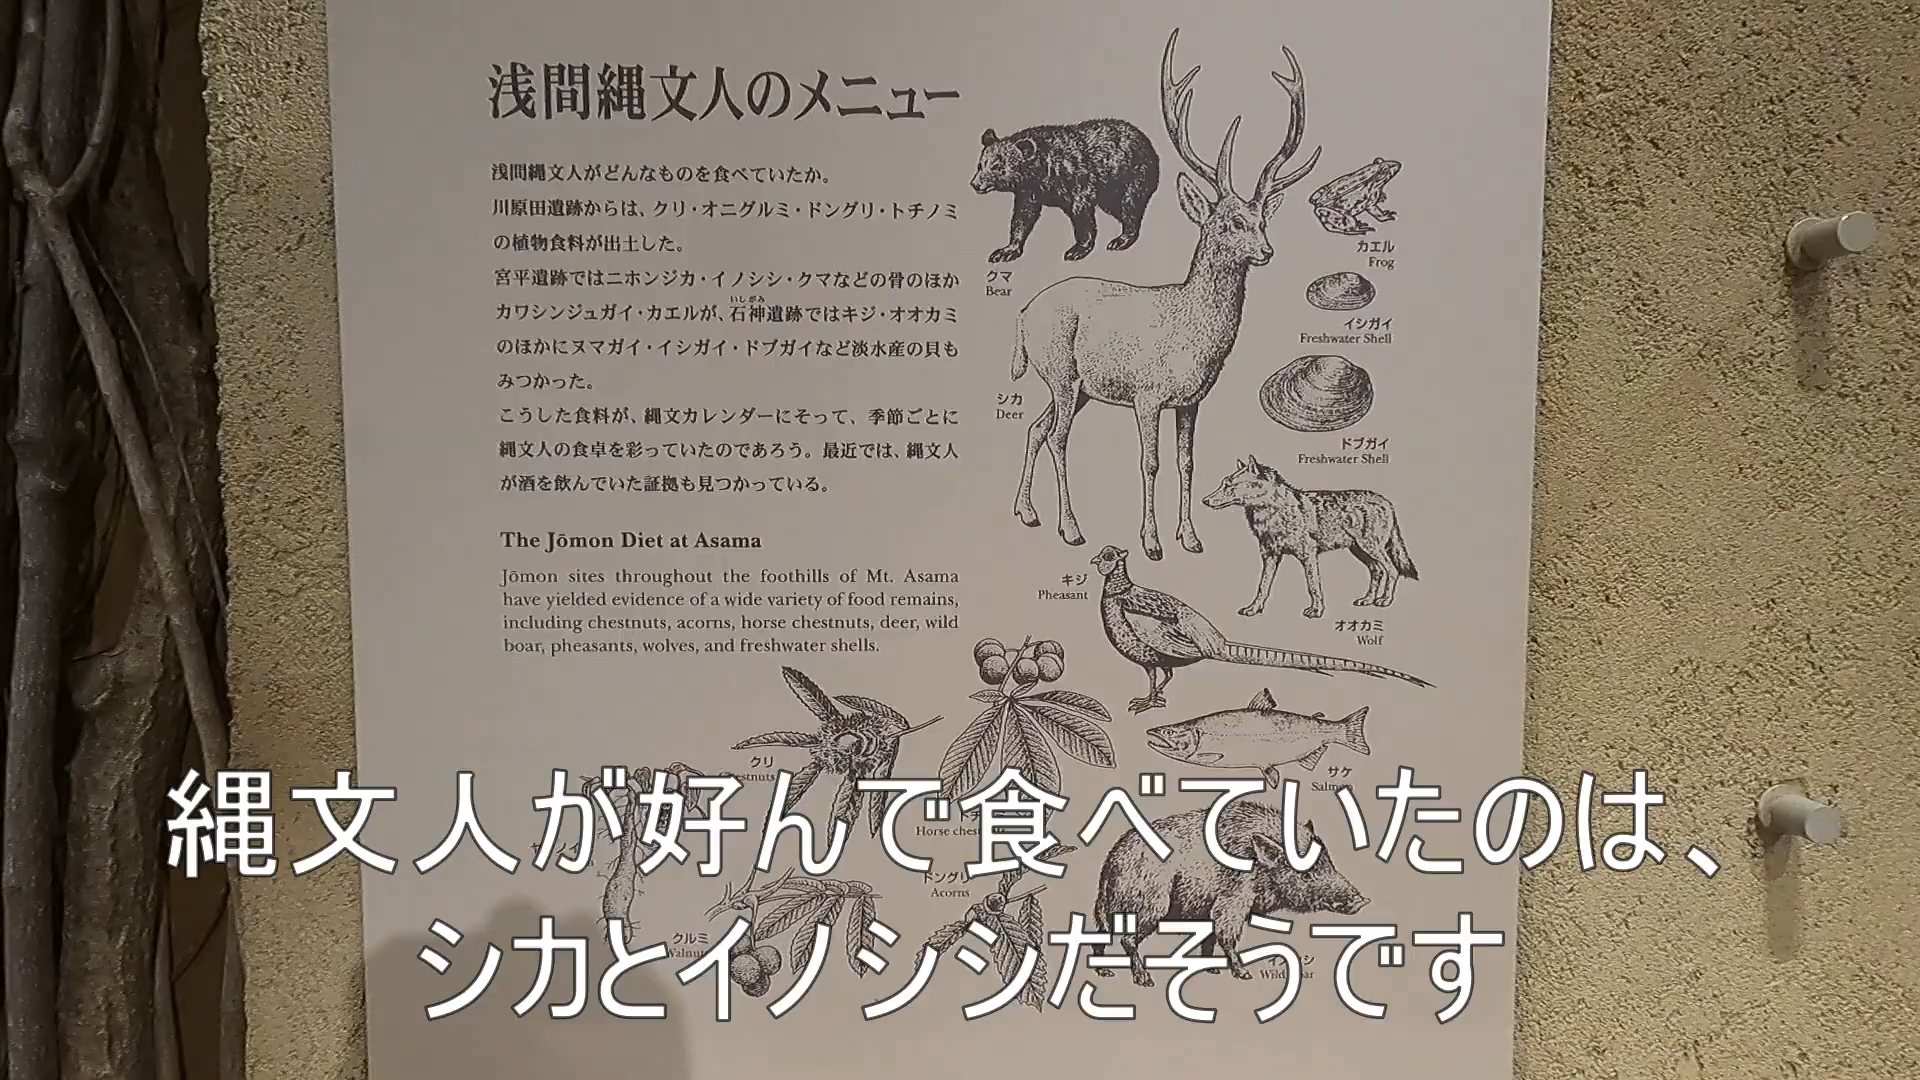 浅間縄文人のメニュー
浅間縄文人がどんなものを食べていたか。
川原田遺跡からは、クリ・オニグルミ・ドングリ・トチノミ
の植物食料が出土した。
宮平遺跡ではニホンジカ・イノシシ・クマなどの骨のほか
カワシンジュガイ・カエルが、石神遺跡ではキジ・オオカミ
いしがみ
のほかにヌマガイ・イシガイ・ドブガイなど淡水産の貝も
みつかった。
こうした食料が、縄文カレンダーにそって、季節ごとに
縄文人の食卓を彩っていたのであろう。最近では、縄文人
が酒を飲んでいた証拠も見つかっている。
The Jōmon Diet at Asama
Jōmon sites throughout the foothills of Mt. Asama
have yielded evidence of a wide variety of food remains,
including chestnuts, acorns, horse chestnuts, deer, wild
boar, pheasants, wolves, and freshwater shells.
クマ
Bear
カエル
Frog
イシガイ
Freshwater Shell
シカ
Deer
ドブガイ
Freshwater Shell
キジ
Pheasant
オオカミ
Wolf
クリ
サケ
Horse
ドングリ
Acorns
クルミ
Wild
縄文人が好んで食べていたのは、
シカとイノシシだそうです